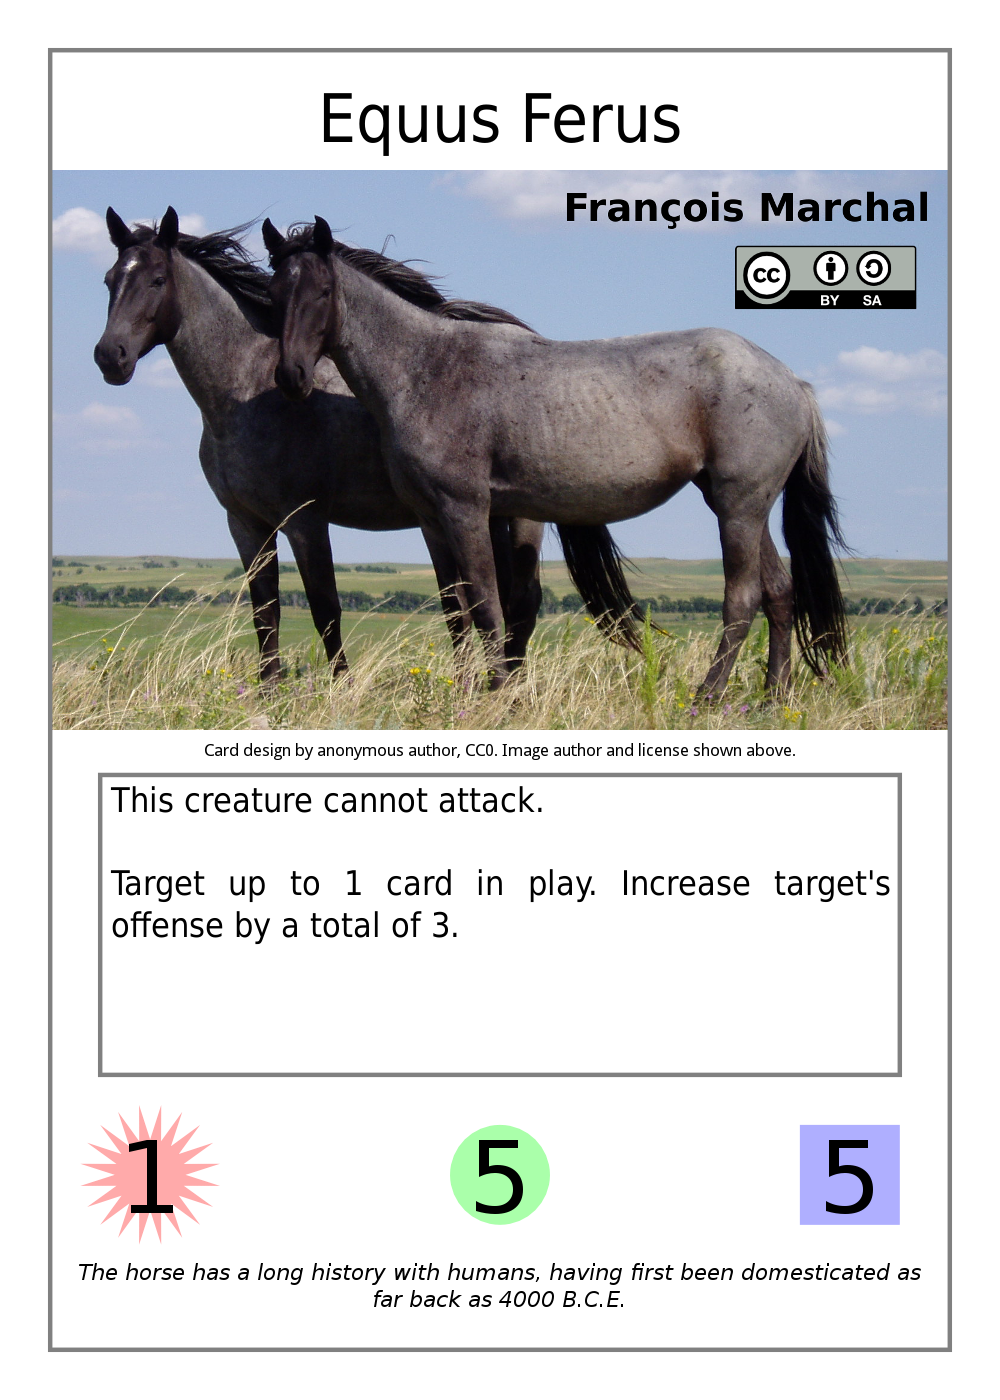 Equus Ferus
François Marchal
cc
BY SA
Card design by anonymous author, CC0. Image author and license shown above.
This creature cannot attack.
Target up to 1 card in play. Increase target's
offense by a total of 3.
1 5 5
The horse has a long history with humans, having first been domesticated as
far back as 4000 B.C.E.